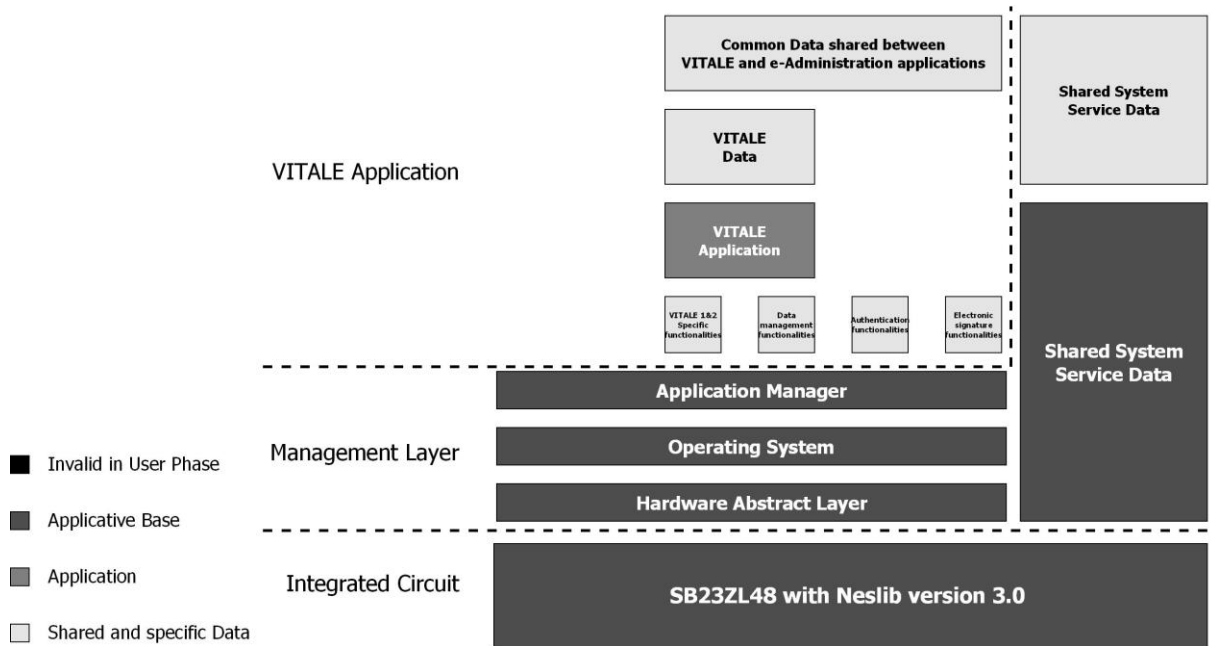 Common Data shared between
VITALE and e-Administration applications
Shared System
Service Data
VITALE
Data
VITALE Application
VITALE
Application
VITALE 1&2
Specific
functionalities
Data
management
functionalities
Authentication
functionalities
Electronic
signature
functionalities
Shared System
Service Data
Application Manager
Management Layer
Operating System
Hardware Abstract Layer
Invalid in User Phase
Applicative Base
Application
Shared and specific Data
Integrated Circuit
SB23ZL48 with Neslib version 3.0